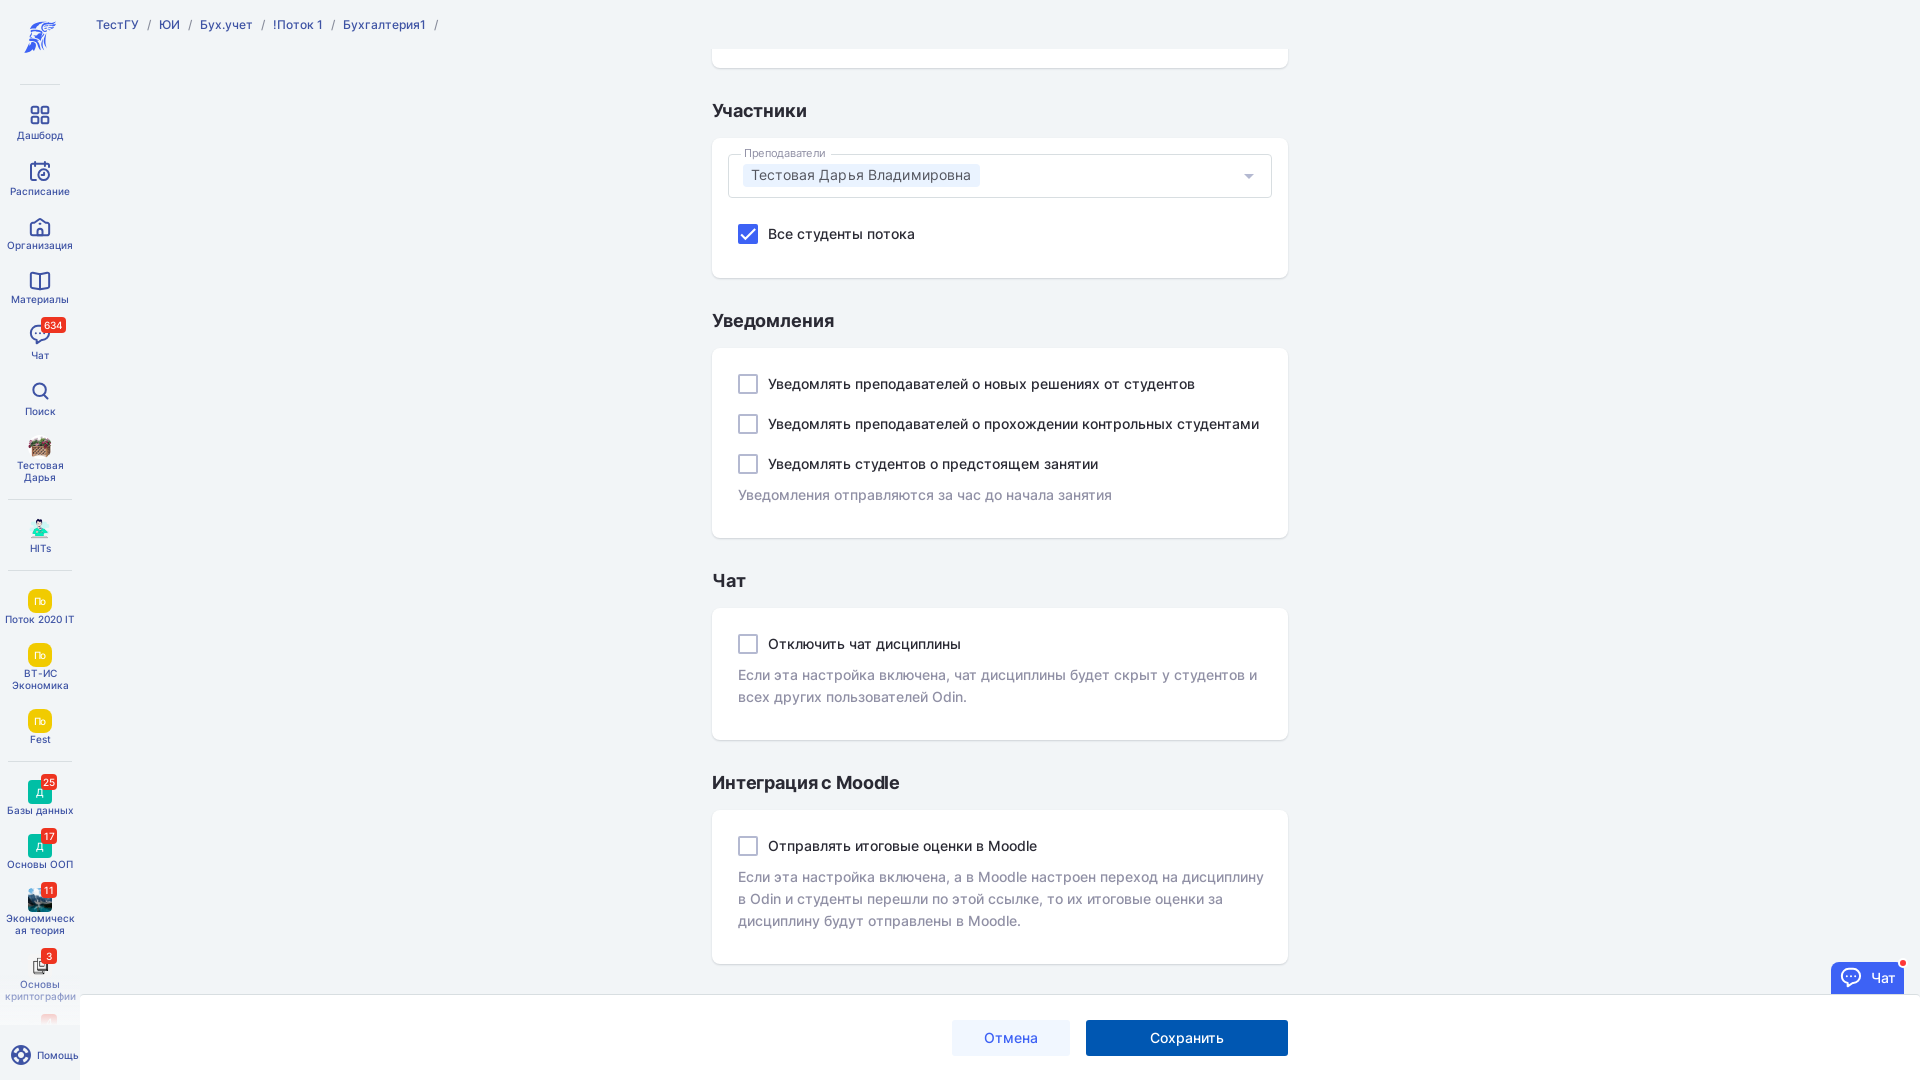 ТестГУ / ЮИ / Бух.учет / !Поток 1 / Бухгалтерия1 /
Дашборд
Расписание
Организация
Материалы
634
Чат
Поиск
Тестовая
Дарья
HITs
По
Поток 2020 IT
По
ВТ-ИС
Экономика
По
Fest
25
Д
Базы данных
17
Д
Основы ООП
11
Экономическ
ая теория
3
Основы
криптографии
Помощь
Участники
Преподаватели
Тестовая Дарья Владимировна
Все студенты потока
Уведомления
Уведомлять преподавателей о новых решениях от студентов
Уведомлять преподавателей о прохождении контрольных студентами
Уведомлять студентов о предстоящем занятии
Уведомления отправляются за час до начала занятия
Чат
Отключить чат дисциплины
Если эта настройка включена, чат дисциплины будет скрыт у студентов и
всех других пользователей Odin.
Интеграция с Moodle
Отправлять итоговые оценки в Moodle
Если эта настройка включена, а в Moodle настроен переход на дисциплину
в Odin и студенты перешли по этой ссылке, то их итоговые оценки за
дисциплину будут отправлены в Moodle.
Чат
Отмена
Сохранить